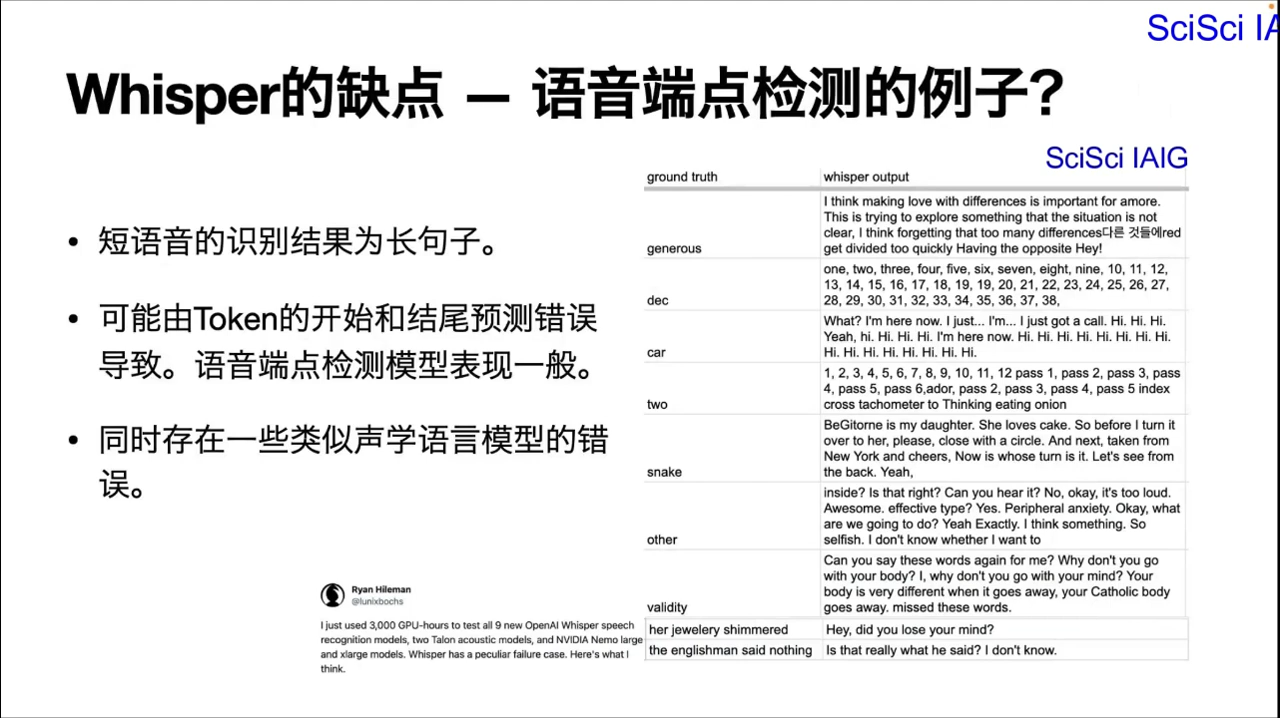 SciSci IA
Whisper的缺点 — 语音端点检测的例子?
SciSci IAIG
• 短语音的识别结果为长句子。
• 可能由Token的开始和结尾预测错误
导致。语音端点检测模型表现一般。
• 同时存在一些类似声学语言模型的错
误。
Ryan Hileman
@lunixbochs
I just used 3,000 GPU-hours to test all 9 new OpenAI Whisper speech
recognition models, two Talon acoustic models, and NVIDIA Nemo large
and xlarge models. Whisper has a peculiar failure case. Here's what I
think.
ground truth whisper output
I think making love with differences is important for amore.
This is trying to explore something that the situation is not
clear, I think forgetting that too many differences다른 것들에red
generous get divided too quickly Having the opposite Hey!
one, two, three, four, five, six, seven, eight, nine, 10, 11, 12,
13, 14, 15, 16, 17, 18, 19, 19, 20, 21, 22, 23, 24, 25, 26, 27,
dec 28, 29, 30, 31, 32, 33, 34, 35, 36, 37, 38,
What? I'm here now. I just... I'm... I just got a call. Hi. Hi. Hi.
Yeah, hi. Hi. Hi. Hi. I'm here now. Hi. Hi. Hi. Hi. Hi. Hi. Hi. Hi.
car Hi. Hi. Hi. Hi. Hi. Hi. Hi. Hi.
1, 2, 3, 4, 5, 6, 7, 8, 9, 10, 11, 12 pass 1, pass 2, pass 3, pass
4, pass 5, pass 6,ador, pass 2, pass 3, pass 4, pass 5 index
two cross tachometer to Thinking eating onion
BeGitorne is my daughter. She loves cake. So before I turn it
over to her, please, close with a circle. And next, taken from
New York and cheers, Now is whose turn is it. Let's see from
snake the back. Yeah,
inside? Is that right? Can you hear it? No, okay, it's too loud.
Awesome. effective type? Yes. Peripheral anxiety. Okay, what
are we going to do? Yeah Exactly. I think something. So
other selfish. I don't know whether I want to
Can you say these words again for me? Why don't you go
with your body? I, why don't you go with your mind? Your
body is very different when it goes away, your Catholic body
validity goes away. missed these words.
her jewelery shimmered Hey, did you lose your mind?
the englishman said nothing Is that really what he said? I don't know.